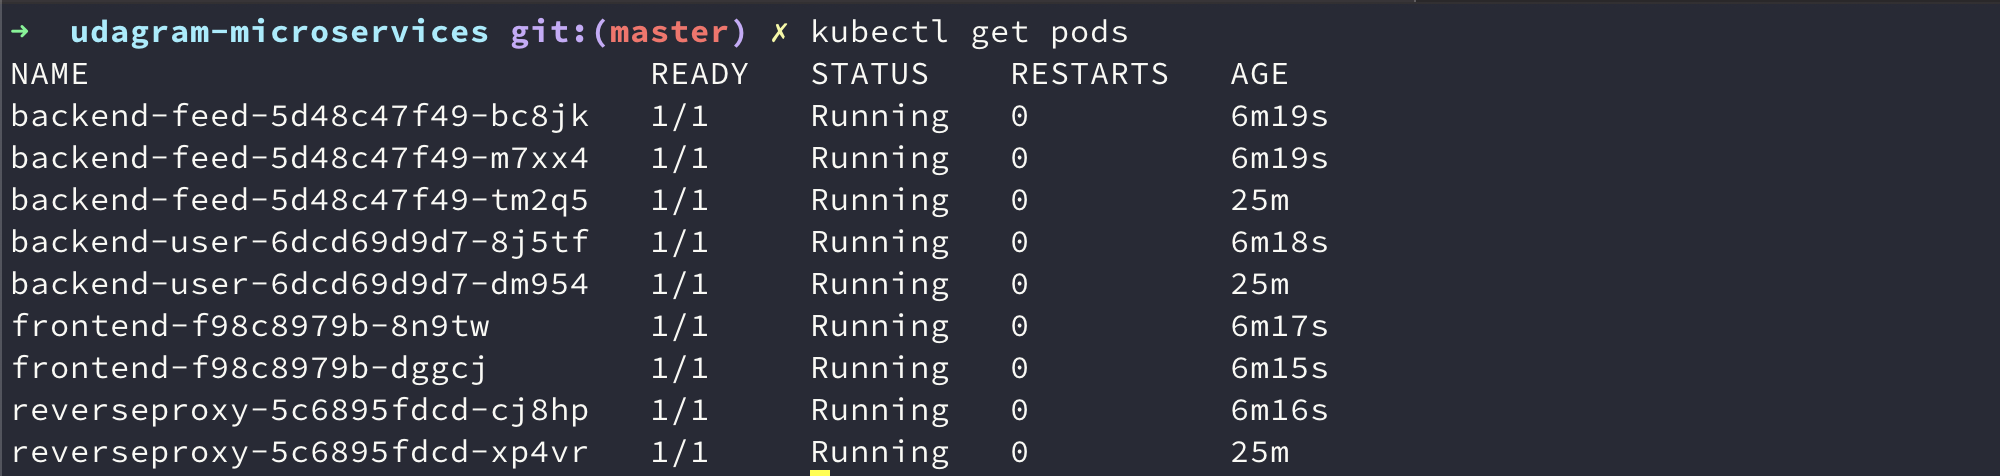 ➜ udagram-microservices git:(master) ✗ kubectl get pods
NAME READY STATUS RESTARTS AGE
backend-feed-5d48c47f49-bc8jk 1/1 Running 0 6m19s
backend-feed-5d48c47f49-m7xx4 1/1 Running 0 6m19s
backend-feed-5d48c47f49-tm2q5 1/1 Running 0 25m
backend-user-6dcd69d9d7-8j5tf 1/1 Running 0 6m18s
backend-user-6dcd69d9d7-dm954 1/1 Running 0 25m
frontend-f98c8979b-8n9tw 1/1 Running 0 6m17s
frontend-f98c8979b-dggcj 1/1 Running 0 6m15s
reverseproxy-5c6895fdcd-cj8hp 1/1 Running 0 6m16s
reverseproxy-5c6895fdcd-xp4vr 1/1 Running 0 25m